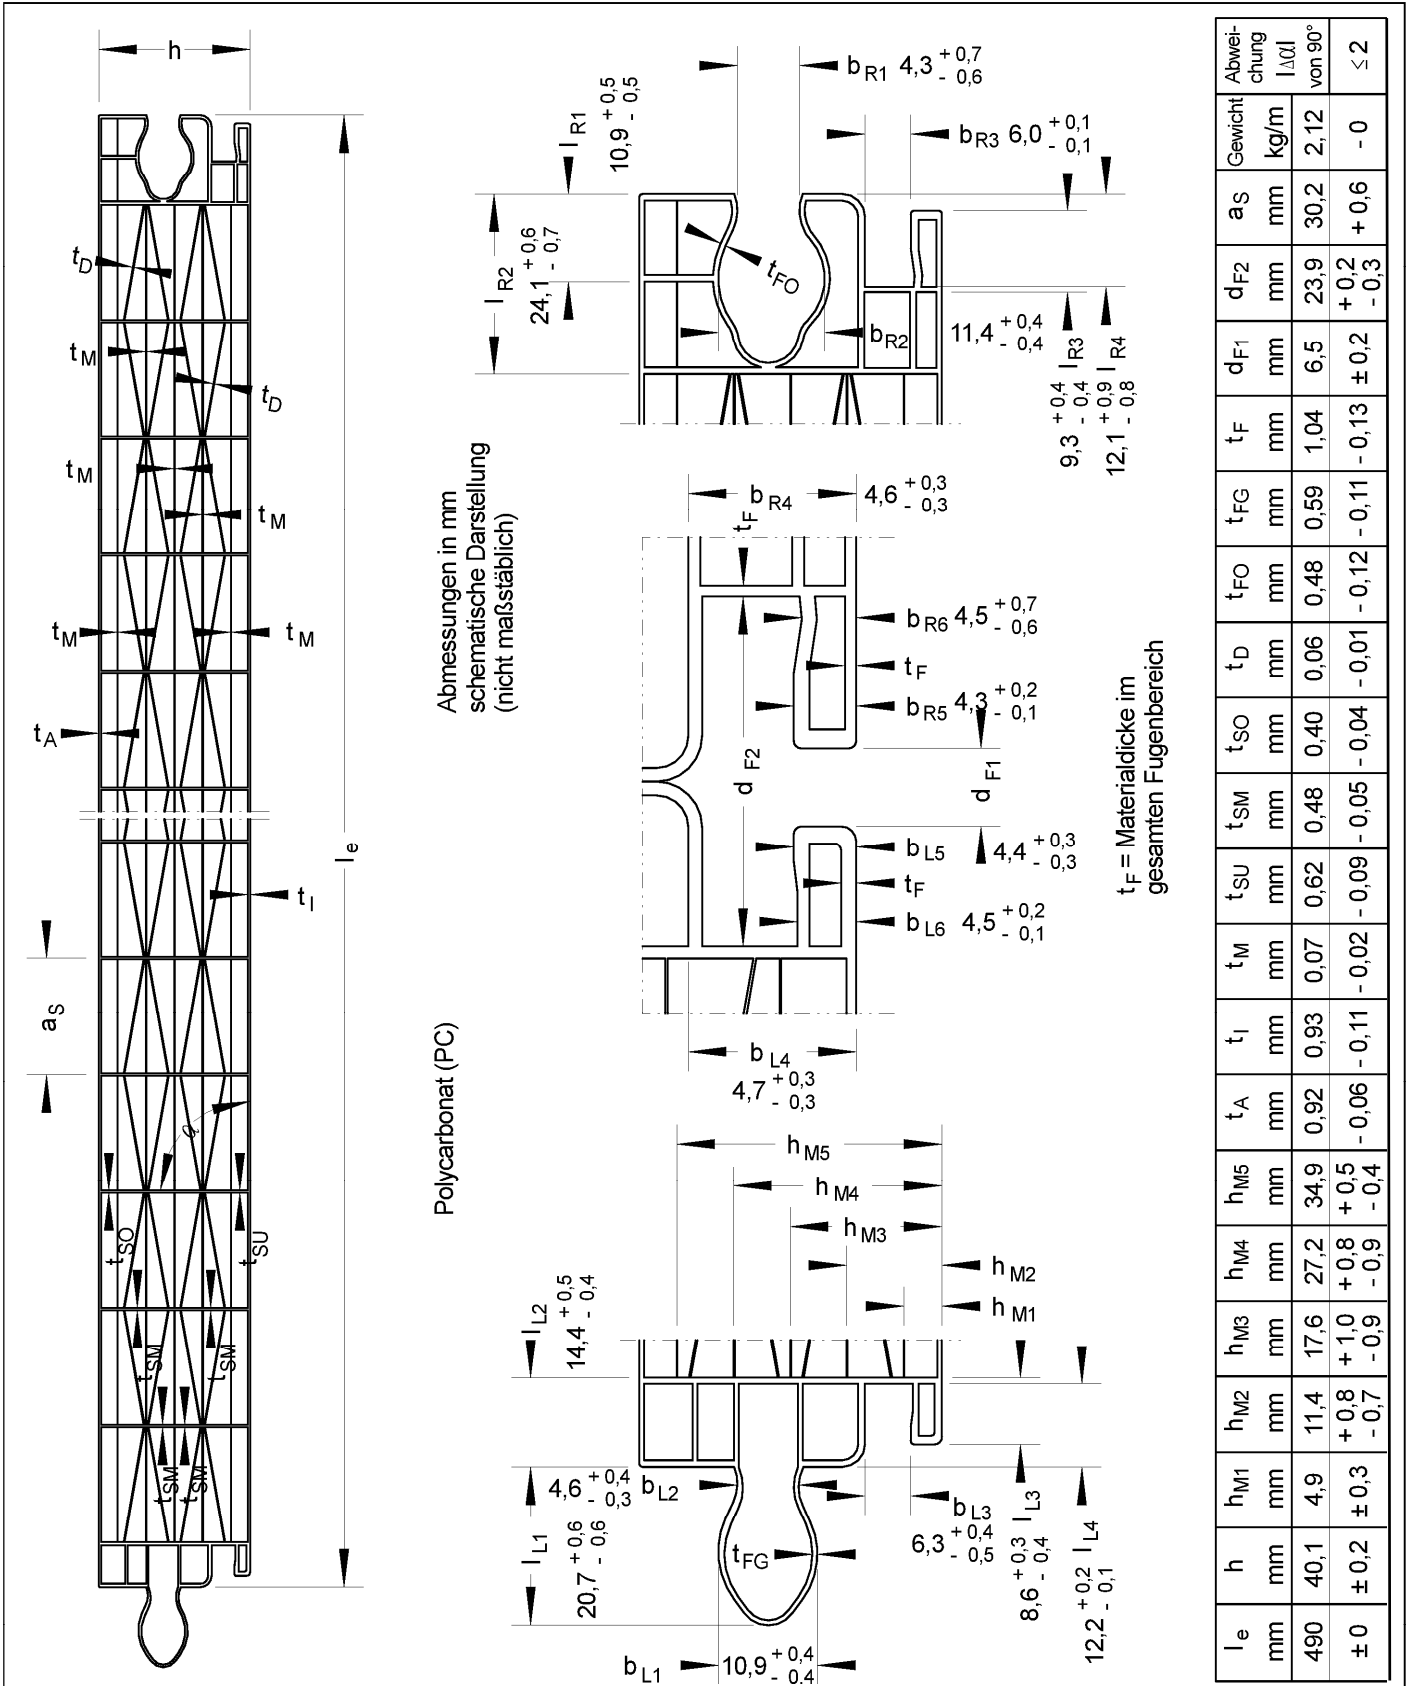 h
t_D
t_M
t_D
t_M
t_M
t_M
t_M
t_A
l_e
t_I
a_S
α
t_SO
t_SU
t_SM
t_SM
t_SM
t_SM
Abmessungen in mm
schematische Darstellung
(nicht maßstäblich)
Polycarbonat (PC)
b_R1 4,3 + 0,7 - 0,6
l_R1 10,9 + 0,5 - 0,5
b_R3 6,0 + 0,1 - 0,1
l_R2 24,1 + 0,6 - 0,7
t_FO
b_R2 11,4 + 0,4 - 0,4
l_R3 9,3 + 0,4 - 0,4
l_R4 12,1 + 0,9 - 0,8
b_R4 4,6 + 0,3 - 0,3
t_F
b_R6 4,5 + 0,7 - 0,6
t_F
b_R5 4,3 + 0,2 - 0,1
d_F2
d_F1
b_L5 4,4 + 0,3 - 0,3
t_F
b_L6 4,5 + 0,2 - 0,1
b_L4
4,7 + 0,3 - 0,3
t_F = Materialdicke im
gesamten Fugenbereich
h_M5
h_M4
h_M3
h_M2
h_M1
l_L2 14,4 + 0,5 - 0,4
4,6 + 0,4 - 0,3 b_L2
l_L1 20,7 + 0,6 - 0,6
t_FG
b_L3
6,3 + 0,4 - 0,5
l_L3 8,6 + 0,3 - 0,4
l_L4 12,2 + 0,2 - 0,1
b_L1 10,9 + 0,4 - 0,4
l_e h h_M1 h_M2 h_M3 h_M4 h_M5 t_A t_I t_M t_SU t_SM t_SO t_D t_FO t_FG t_F d_F1 d_F2 a_S Gewicht Abwei-
chung
I∆αI
mm mm mm mm mm mm mm mm mm mm mm mm mm mm mm mm mm mm mm mm kg/m von 90°
490 40,1 4,9 11,4 17,6 27,2 34,9 0,92 0,93 0,07 0,62 0,48 0,40 0,06 0,48 0,59 1,04 6,5 23,9 30,2 2,12
± 0 ± 0,2 ± 0,3 + 0,8 - 0,7 + 1,0 - 0,9 + 0,8 - 0,9 + 0,5 - 0,4 - 0,06 - 0,11 - 0,02 - 0,09 - 0,05 - 0,04 - 0,01 - 0,12 - 0,11 - 0,13 ± 0,2 + 0,2 - 0,3 + 0,6 - 0 ≤ 2